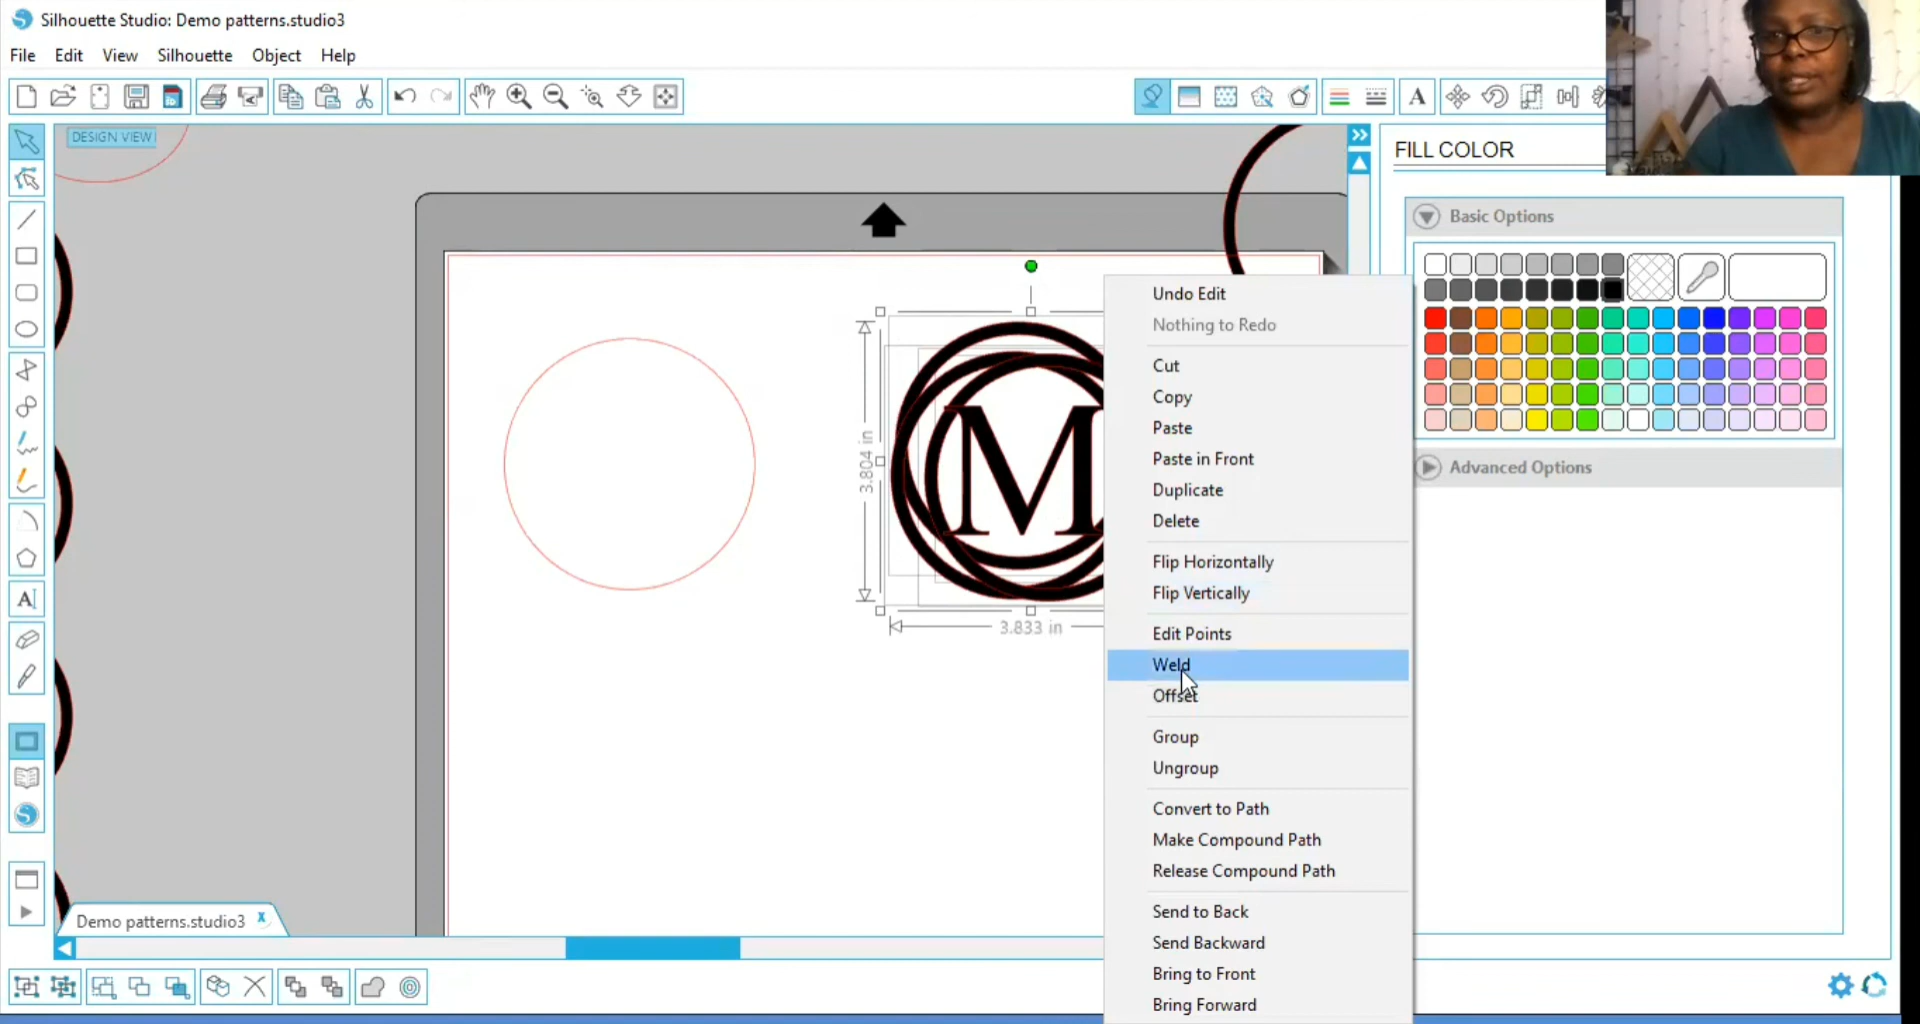 Silhouette Studio: Demo patterns.studio3
File Edit View Silhouette Object Help
DESIGN VIEW
FILL COLOR
Basic Options
Advanced Options
M
3.804 in
3.833 in
Undo Edit
Nothing to Redo
Cut
Copy
Paste
Paste in Front
Duplicate
Delete
Flip Horizontally
Flip Vertically
Edit Points
Weld
Offset
Group
Ungroup
Convert to Path
Make Compound Path
Release Compound Path
Send to Back
Send Backward
Bring to Front
Bring Forward
Demo patterns.studio3 x